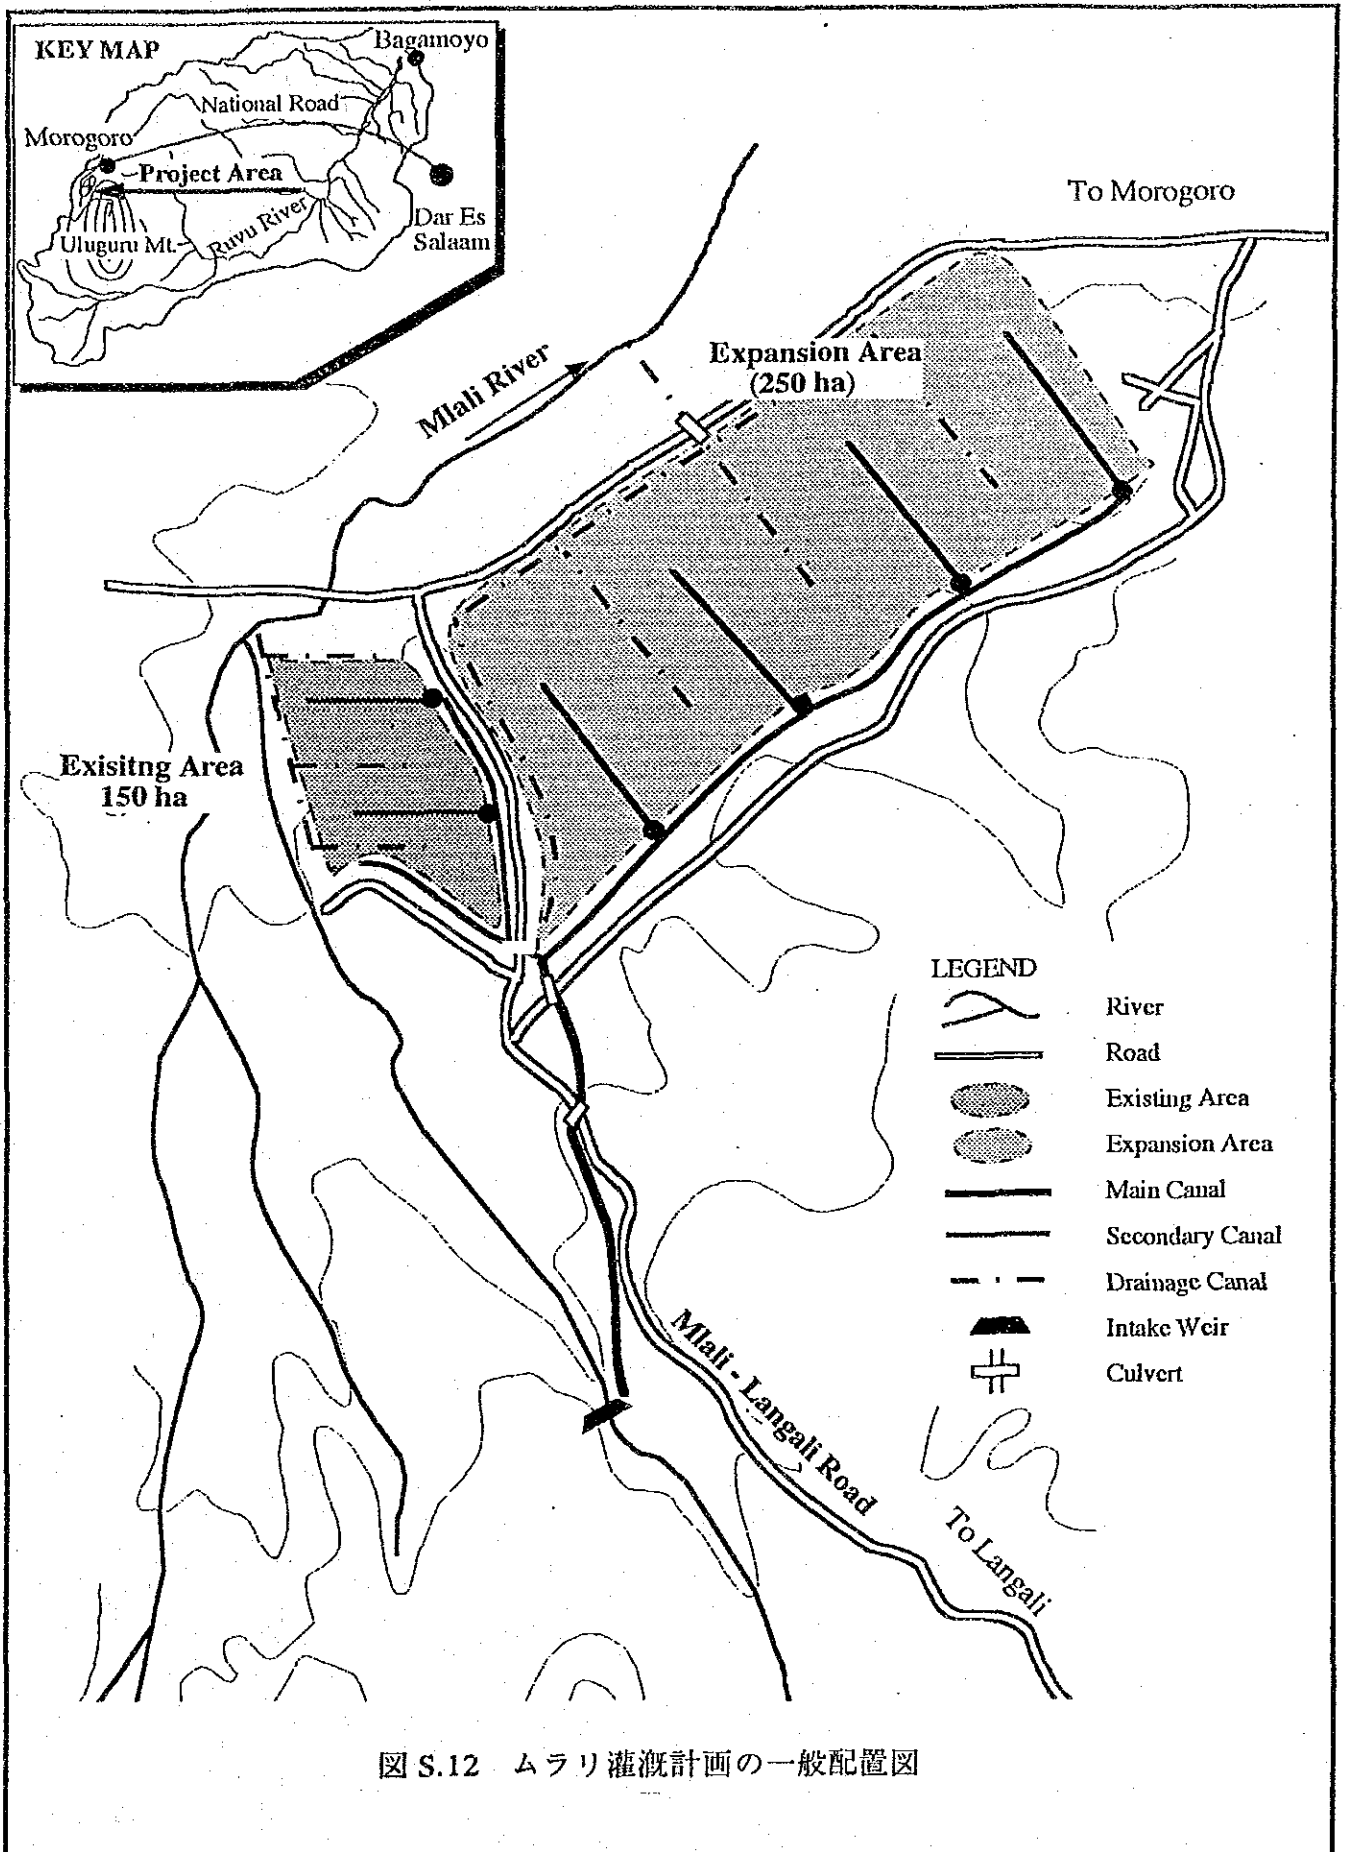 KEY MAP
Bagamoyo
National Road
Morogoro
Project Area
Dar Es
Salaam
Uluguru Mt.
Ruvu River
To Morogoro
Mlali River
Expansion Area
(250 ha)
Exisitng Area
150 ha
LEGEND
River
Road
Existing Area
Expansion Area
Main Canal
Secondary Canal
Drainage Canal
Intake Weir
Culvert
Mlali - Langali Road
To Langali
図 S.12 ムラリ灌漑計画の一般配置図